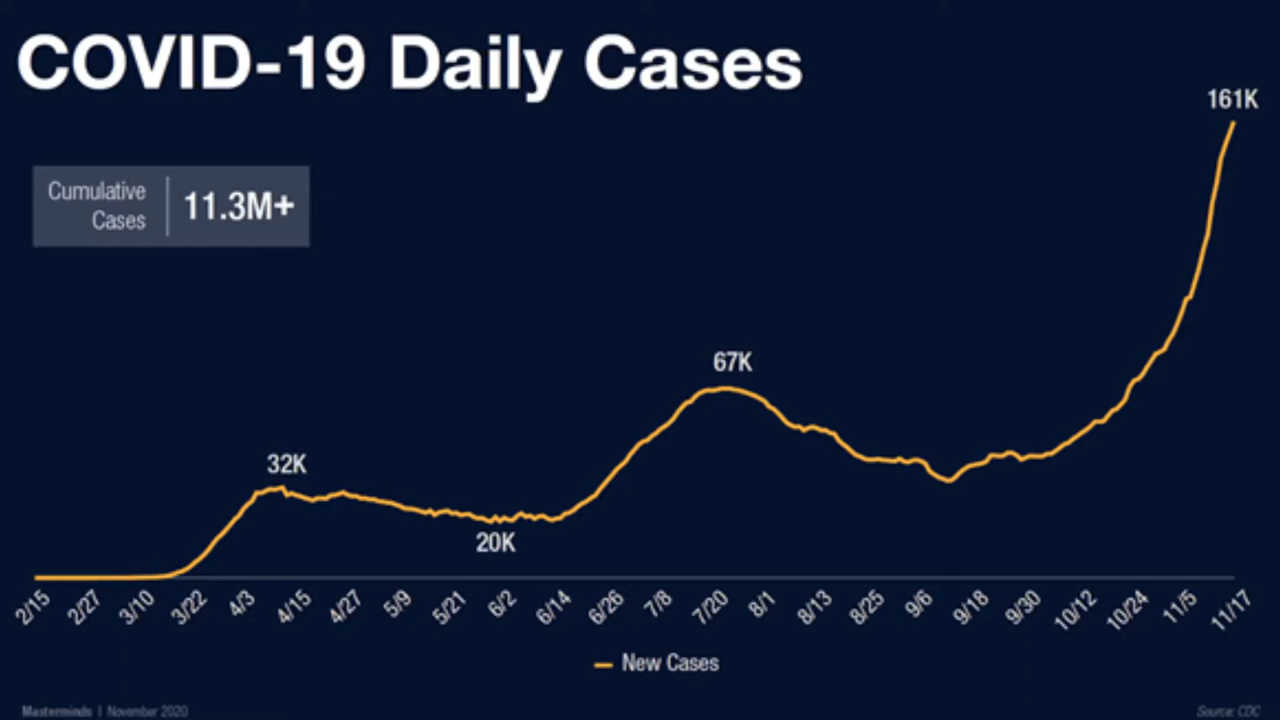 COVID-19 Daily Cases
161K
Cumulative
Cases
11.3M+
67K
32K
20K
2/15 2/27 3/10 3/22 4/3 4/15 4/27 5/9 5/21 6/2 6/14 6/26 7/8 7/20 8/1 8/13 8/25 9/6 9/18 9/30 10/12 10/24 11/5 11/17
New Cases
Masterminds | November 2020
Source: CDC